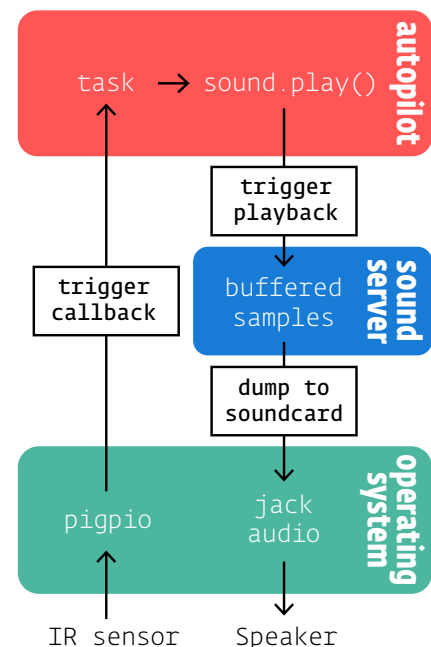 autopilot
task
sound.play()
trigger
playback
sound
server
buffered
samples
trigger
callback
dump to
soundcard
operating
system
pigpio
jack
audio
IR sensor
Speaker